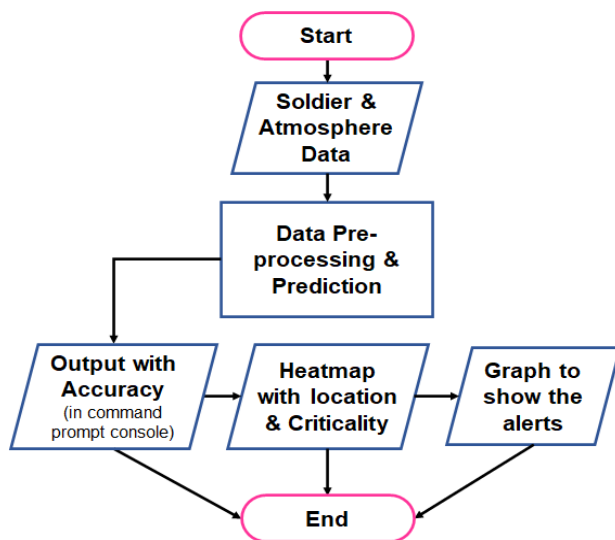 Start
Soldier &
Atmosphere
Data
Data Pre-
processing &
Prediction
Output with
Accuracy
(in command
prompt console)
Heatmap
with location
& Criticality
Graph to
show the
alerts
End